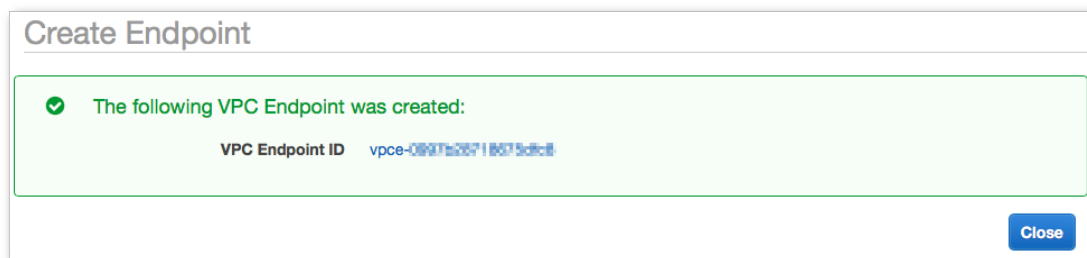 Create Endpoint
The following VPC Endpoint was created:
VPC Endpoint ID vpce-
Close